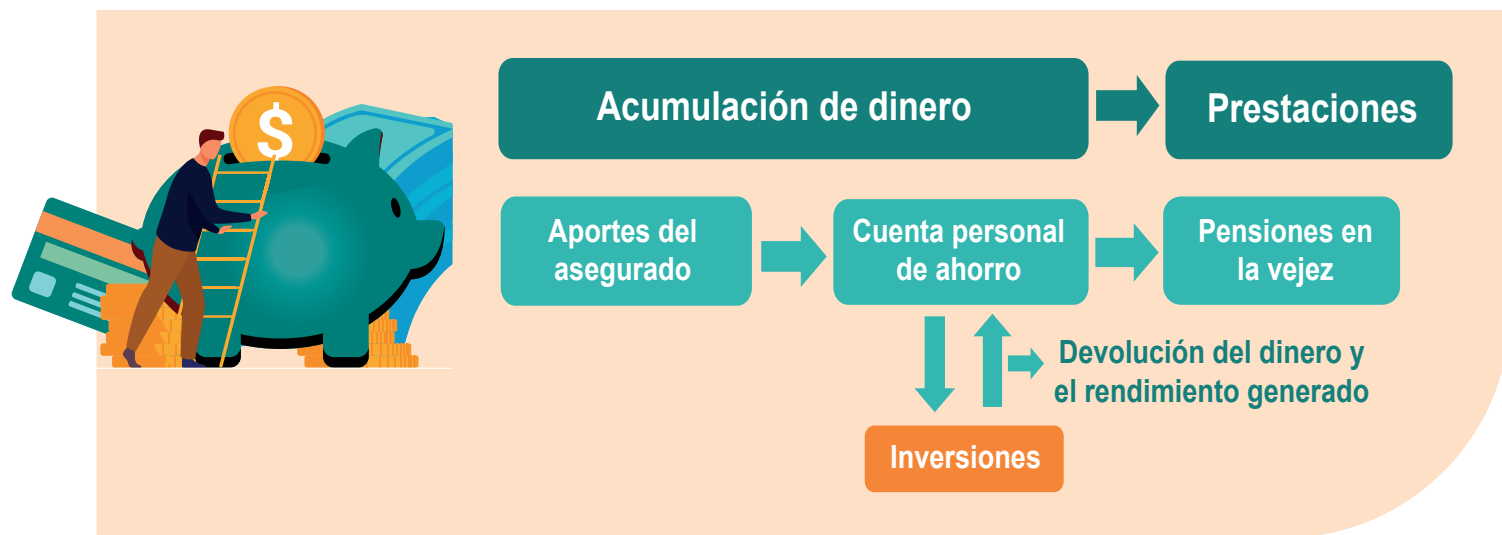 $
Acumulación de dinero
Prestaciones
Aportes del
asegurado
Cuenta personal
de ahorro
Pensiones en
la vejez
Devolución del dinero y
el rendimiento generado
Inversiones